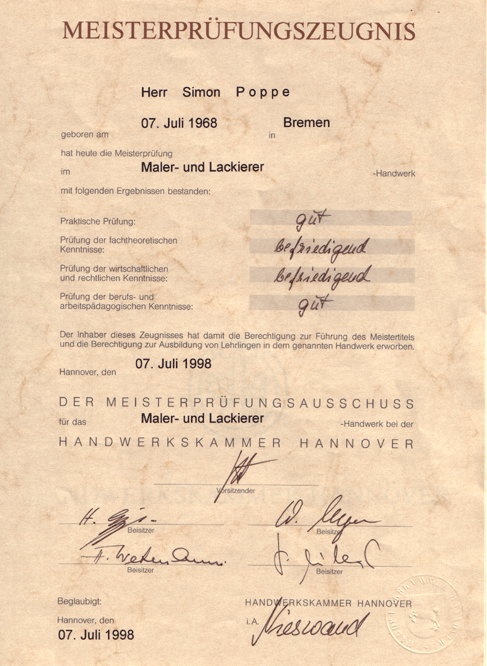 MEISTERPRÜFUNGSZEUGNIS
Herr Simon Poppe
07. Juli 1968 Bremen
geboren am in
hat heute die Meisterprüfung
im Maler- und Lackierer -Handwerk
mit folgenden Ergebnissen bestanden:
Praktische Prüfung: gut
Prüfung der fachtheoretischen
Kenntnisse: befriedigend
Prüfung der wirtschaftlichen
und rechtlichen Kenntnisse: befriedigend
Prüfung der berufs- und
arbeitspädagogischen Kenntnisse: gut
Der Inhaber dieses Zeugnisses hat damit die Berechtigung zur Führung des Meistertitels
und die Berechtigung zur Ausbildung von Lehrlingen in dem genannten Handwerk erworben.
Hannover, den 07. Juli 1998
DER MEISTERPRÜFUNGSAUSSCHUSS
für das Maler- und Lackierer -Handwerk bei der
HANDWERKSKAMMER HANNOVER
Vorsitzender
Beisitzer Beisitzer
Beisitzer Beisitzer
Beglaubigt: HANDWERKSKAMMER HANNOVER
Hannover, den i.A.
07. Juli 1998